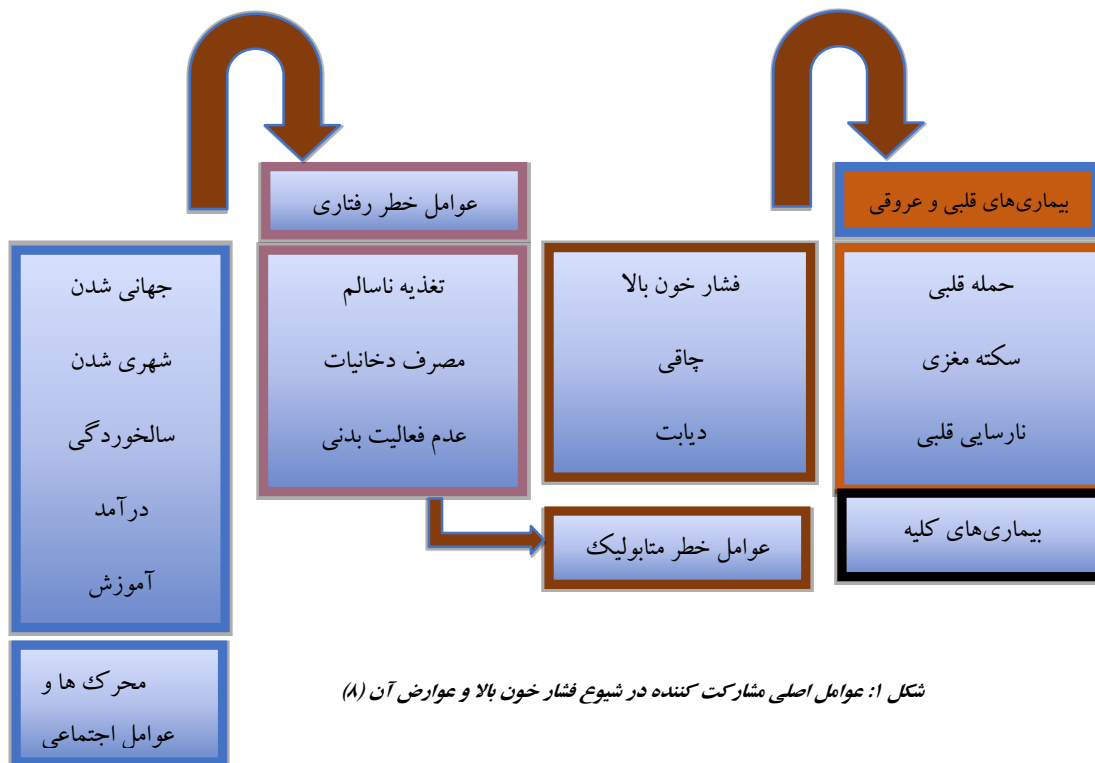 جهانی شدن
شهری شدن
سالخوردگی
درآمد
آموزش
محرک ها و
عوامل اجتماعی
عوامل خطر رفتاری
تغذیه ناسالم
مصرف دخانیات
عدم فعالیت بدنی
فشار خون بالا
چاقی
دیابت
عوامل خطر متابولیک
بیماری‌های قلبی و عروقی
حمله قلبی
سکته مغزی
نارسایی قلبی
بیماری‌های کلیه
شکل ۱: عوامل اصلی مشارکت کننده در شیوع فشار خون بالا و عوارض آن (۸)